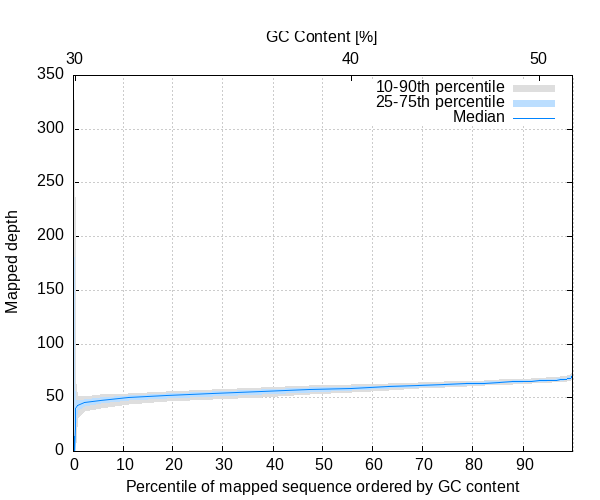 GC Content [%]
30 40 50
350
300
250
200
150
100
50
0
Mapped depth
10-90th percentile
25-75th percentile
Median
0 10 20 30 40 50 60 70 80 90
Percentile of mapped sequence ordered by GC content